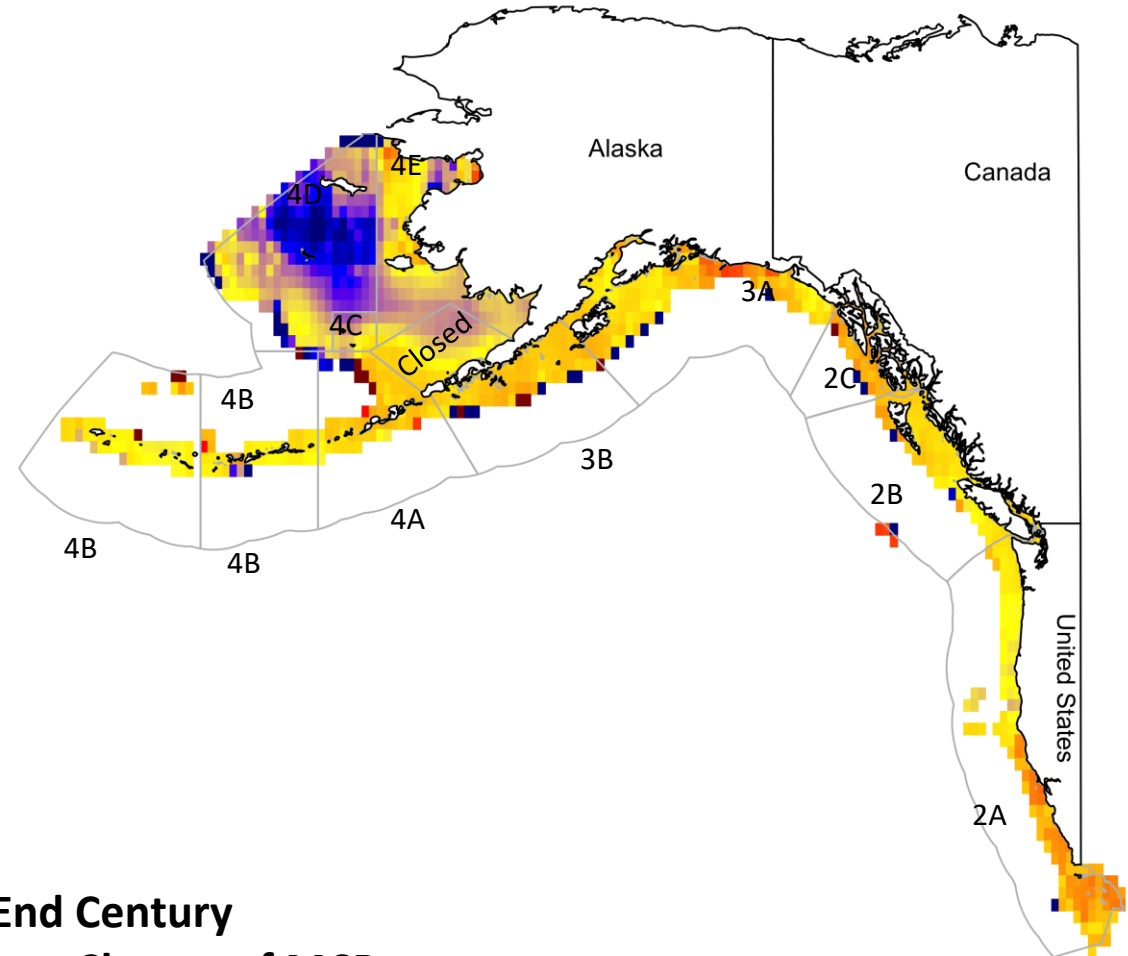 Alaska
4E
Canada
4D
3A
4C
Closed
2C
4B
3B
2B
4A
4B
4B
United States
2A
End Century